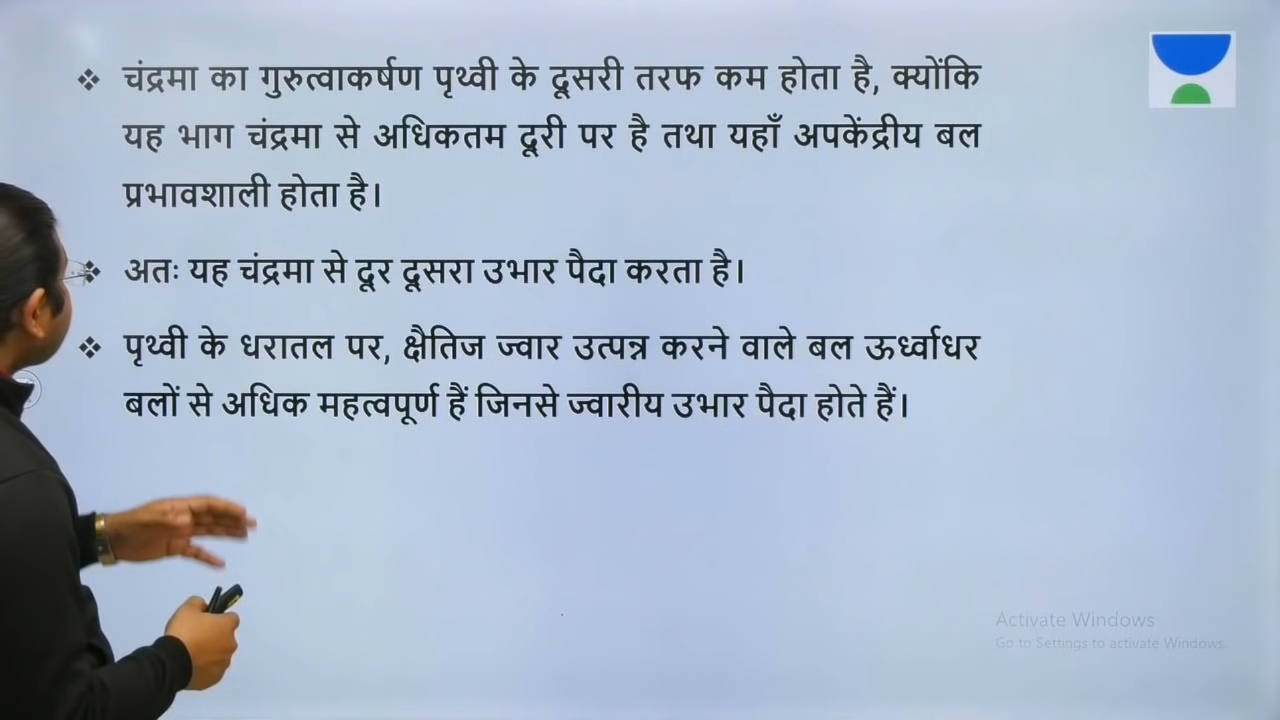 ❖ चंद्रमा का गुरुत्वाकर्षण पृथ्वी के दूसरी तरफ कम होता है, क्योंकि
यह भाग चंद्रमा से अधिकतम दूरी पर है तथा यहाँ अपकेंद्रीय बल
प्रभावशाली होता है।
❖ अतः यह चंद्रमा से दूर दूसरा उभार पैदा करता है।
❖ पृथ्वी के धरातल पर, क्षैतिज ज्वार उत्पन्न करने वाले बल ऊर्ध्वाधर
बलों से अधिक महत्वपूर्ण हैं जिनसे ज्वारीय उभार पैदा होते हैं।
Activate Windows
Go to Settings to activate Windows.